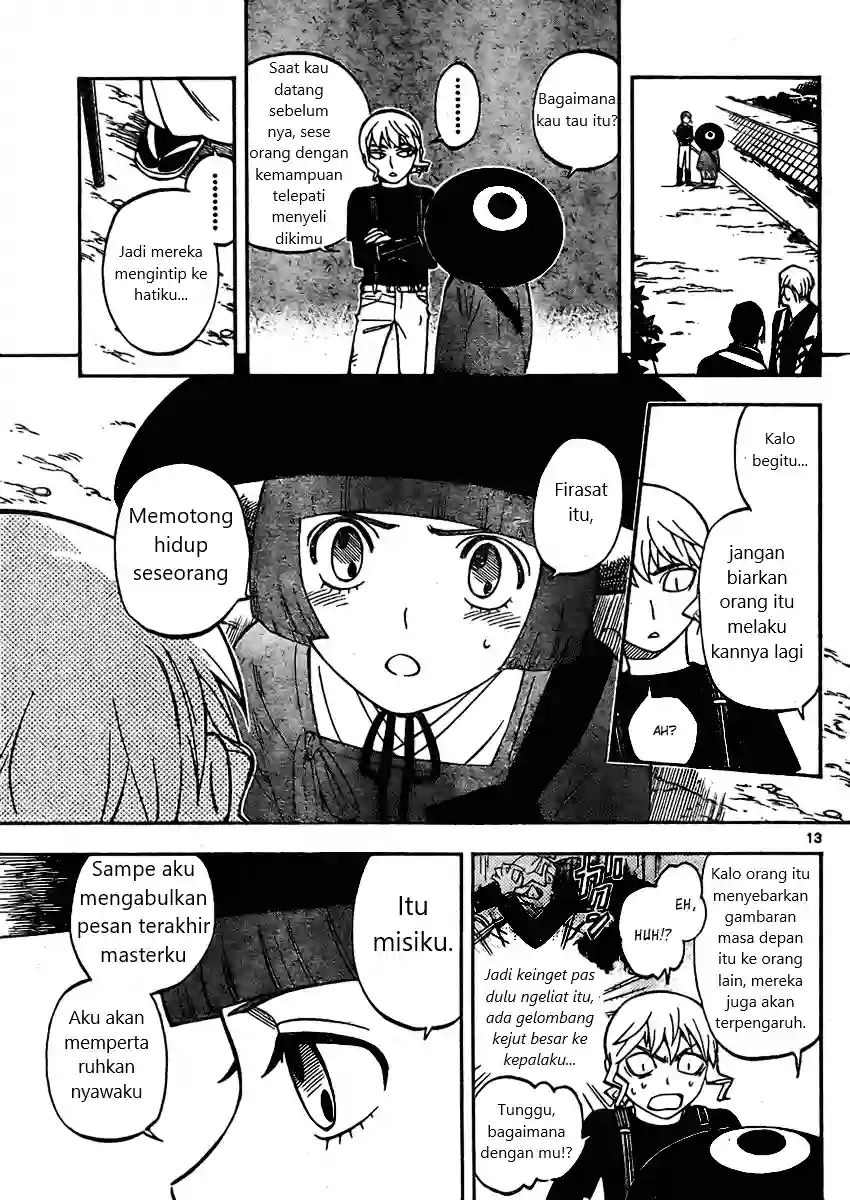 Bagaimana
kau tau itu?
.......
Saat kau
datang
sebelum
nya, sese
orang dengan
kemampuan
telepati
menyeli
dikimu
.......
Jadi mereka
mengintip ke
hatiku...
Kalo
begitu...
jangan
biarkan
orang itu
melaku
kannya lagi
AH?
Firasat
itu,
Memotong
hidup
seseorang
13
Kalo orang itu
menyebarkan
gambaran
masa depan
itu ke orang
lain, mereka
juga akan
terpengaruh.
EH,
HUH!?
Jadi keinget pas
dulu ngeliat itu,
ada gelombang
kejut besar ke
kepalaku...
Tunggu,
bagaimana
dengan mu!?
Itu
misiku.
Sampe aku
mengabulkan
pesan terakhir
masterku
Aku akan
memperta
ruhkan
nyawaku